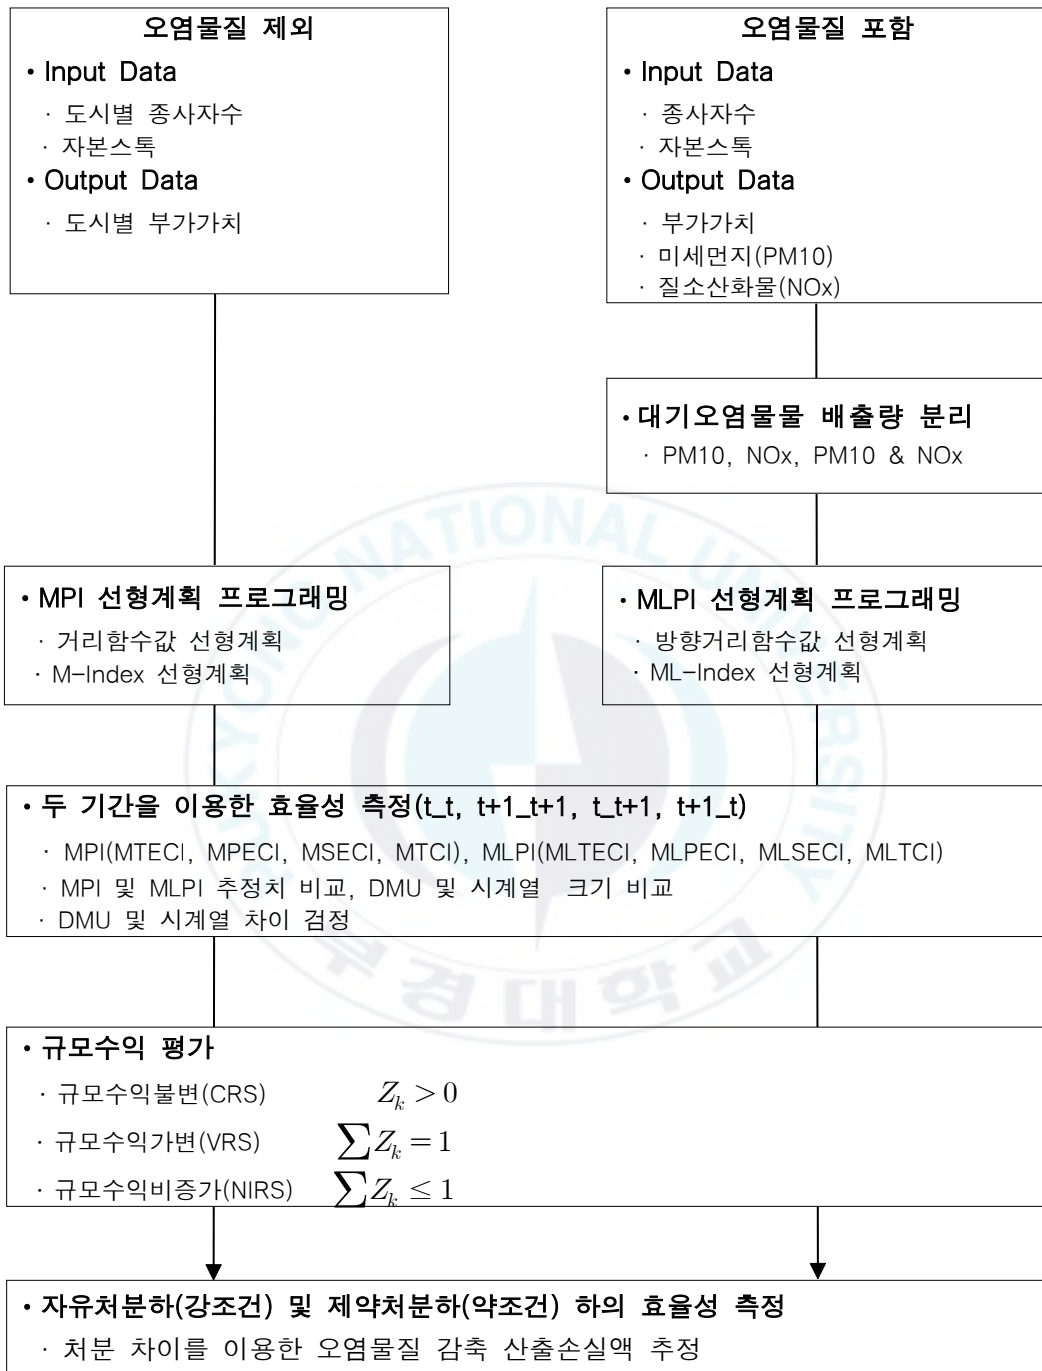 오염물질 제외
• Input Data
· 도시별 종사자수
· 자본스톡
• Output Data
· 도시별 부가가치
오염물질 포함
• Input Data
· 종사자수
· 자본스톡
• Output Data
· 부가가치
· 미세먼지(PM10)
· 질소산화물(NOx)
• 대기오염물물 배출량 분리
· PM10, NOx, PM10 & NOx
• MPI 선형계획 프로그래밍
· 거리함수값 선형계획
· M-Index 선형계획
• MLPI 선형계획 프로그래밍
· 방향거리함수값 선형계획
· ML-Index 선형계획
• 두 기간을 이용한 효율성 측정(t_t, t+1_t+1, t_t+1, t+1_t)
· MPI(MTECI, MPECI, MSECI, MTCI), MLPI(MLTECI, MLPECI, MLSECI, MLTCI)
· MPI 및 MLPI 추정치 비교, DMU 및 시계열 크기 비교
· DMU 및 시계열 차이 검정
• 규모수익 평가
· 규모수익불변(CRS) Z_k > 0
· 규모수익가변(VRS) ∑Z_k = 1
· 규모수익비증가(NIRS) ∑Z_k ≤ 1
• 자유처분하(강조건) 및 제약처분하(약조건) 하의 효율성 측정
· 처분 차이를 이용한 오염물질 감축 산출손실액 추정
PUKYONG NATIONAL UNIVERSITY
부경대학교